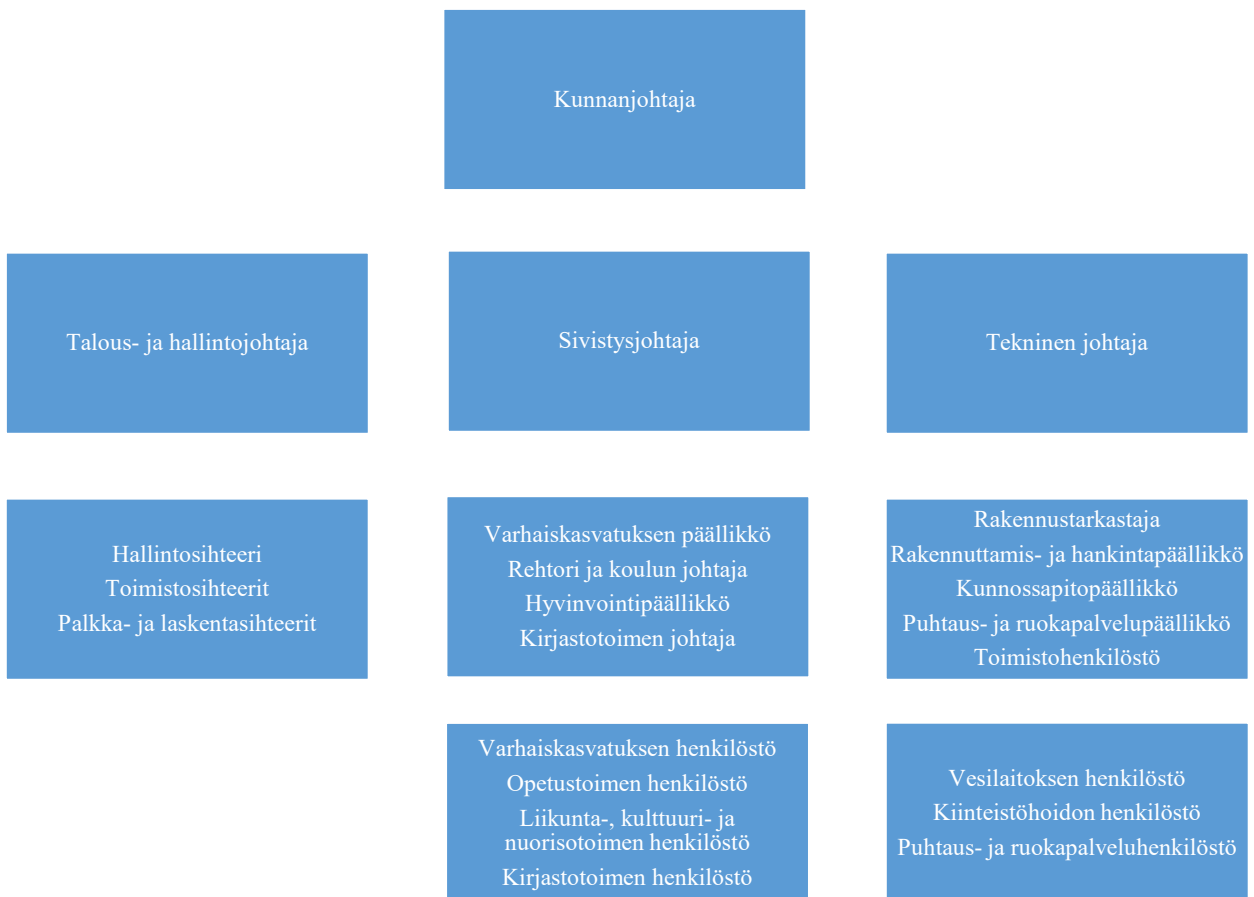 Kunnanjohtaja
Talous- ja hallintojohtaja
Sivistysjohtaja
Tekninen johtaja
Hallintosihteeri
Toimistosihteerit
Palkka- ja laskentasihteerit
Varhaiskasvatuksen päällikkö
Rehtori ja koulun johtaja
Hyvinvointipäällikkö
Kirjastotoimen johtaja
Rakennustarkastaja
Rakennuttamis- ja hankintapäällikkö
Kunnossapitopäällikkö
Puhtaus- ja ruokapalvelupäällikkö
Toimistohenkilöstö
Varhaiskasvatuksen henkilöstö
Opetustoimen henkilöstö
Liikunta-, kulttuuri- ja
nuorisotoimen henkilöstö
Kirjastotoimen henkilöstö
Vesilaitoksen henkilöstö
Kiinteistöhoidon henkilöstö
Puhtaus- ja ruokapalveluhenkilöstö